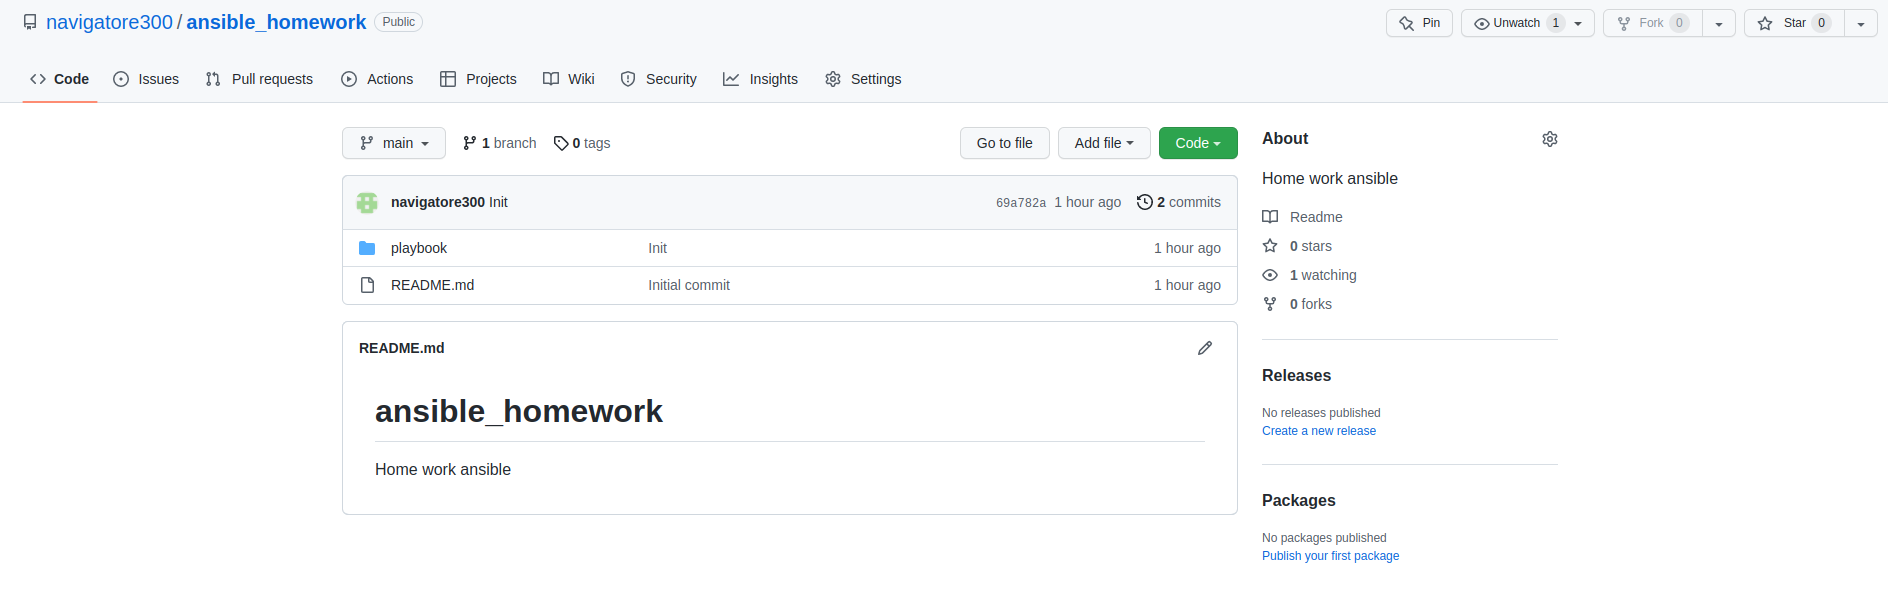 navigatore300 / ansible_homework Public
Pin Unwatch 1 Fork 0 Star 0
Code Issues Pull requests Actions Projects Wiki Security Insights Settings
main 1 branch 0 tags Go to file Add file Code
navigatore300 Init 69a782a 1 hour ago 2 commits
playbook Init 1 hour ago
README.md Initial commit 1 hour ago
README.md
ansible_homework
Home work ansible
About
Home work ansible
Readme
0 stars
1 watching
0 forks
Releases
No releases published
Create a new release
Packages
No packages published
Publish your first package